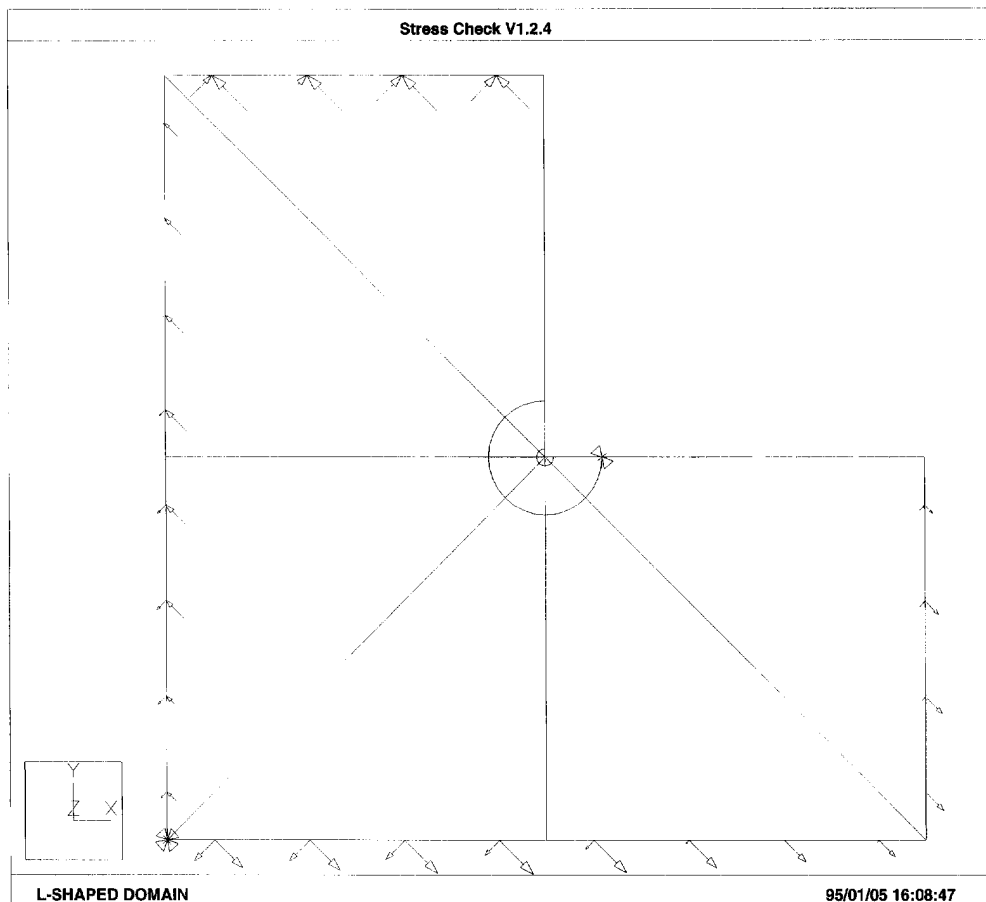 Stress Check V1.2.4
Y
Z X
L-SHAPED DOMAIN 95/01/05 16:08:47